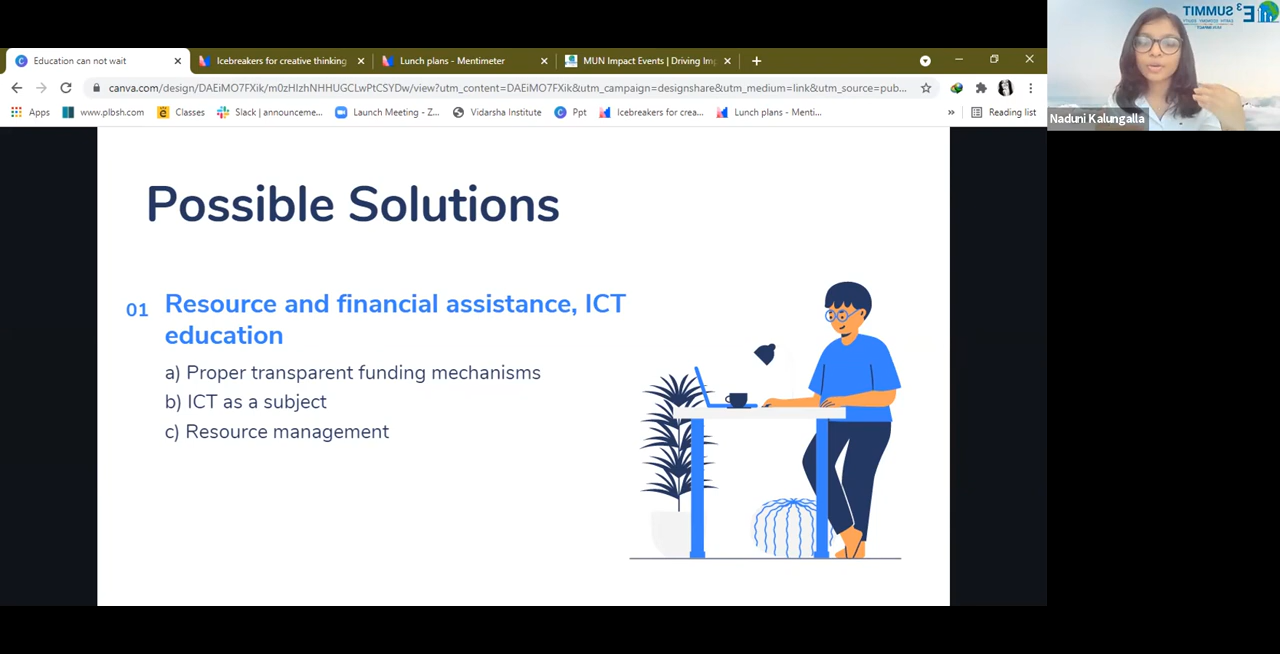 Education can not wait
Icebreakers for creative thinking
Lunch plans - Mentimeter
MUN Impact Events | Driving Im
canva.com/design/DAEiMO7FXik/m0zHIzhNHHUGCLwPtCSYDw/view?utm_content=DAEiMO7FXik&utm_campaign=designshare&utm_medium=link&utm_source=pub...
Apps
www.plbsh.com
Classes
Slack | announceme...
Launch Meeting - Z...
Vidarsha Institute
Ppt
Icebreakers for crea...
Lunch plans - Menti...
»
Reading list
E³ SUMMIT
Naduni Kalungalla
Possible Solutions
01 Resource and financial assistance, ICT
education
a) Proper transparent funding mechanisms
b) ICT as a subject
c) Resource management